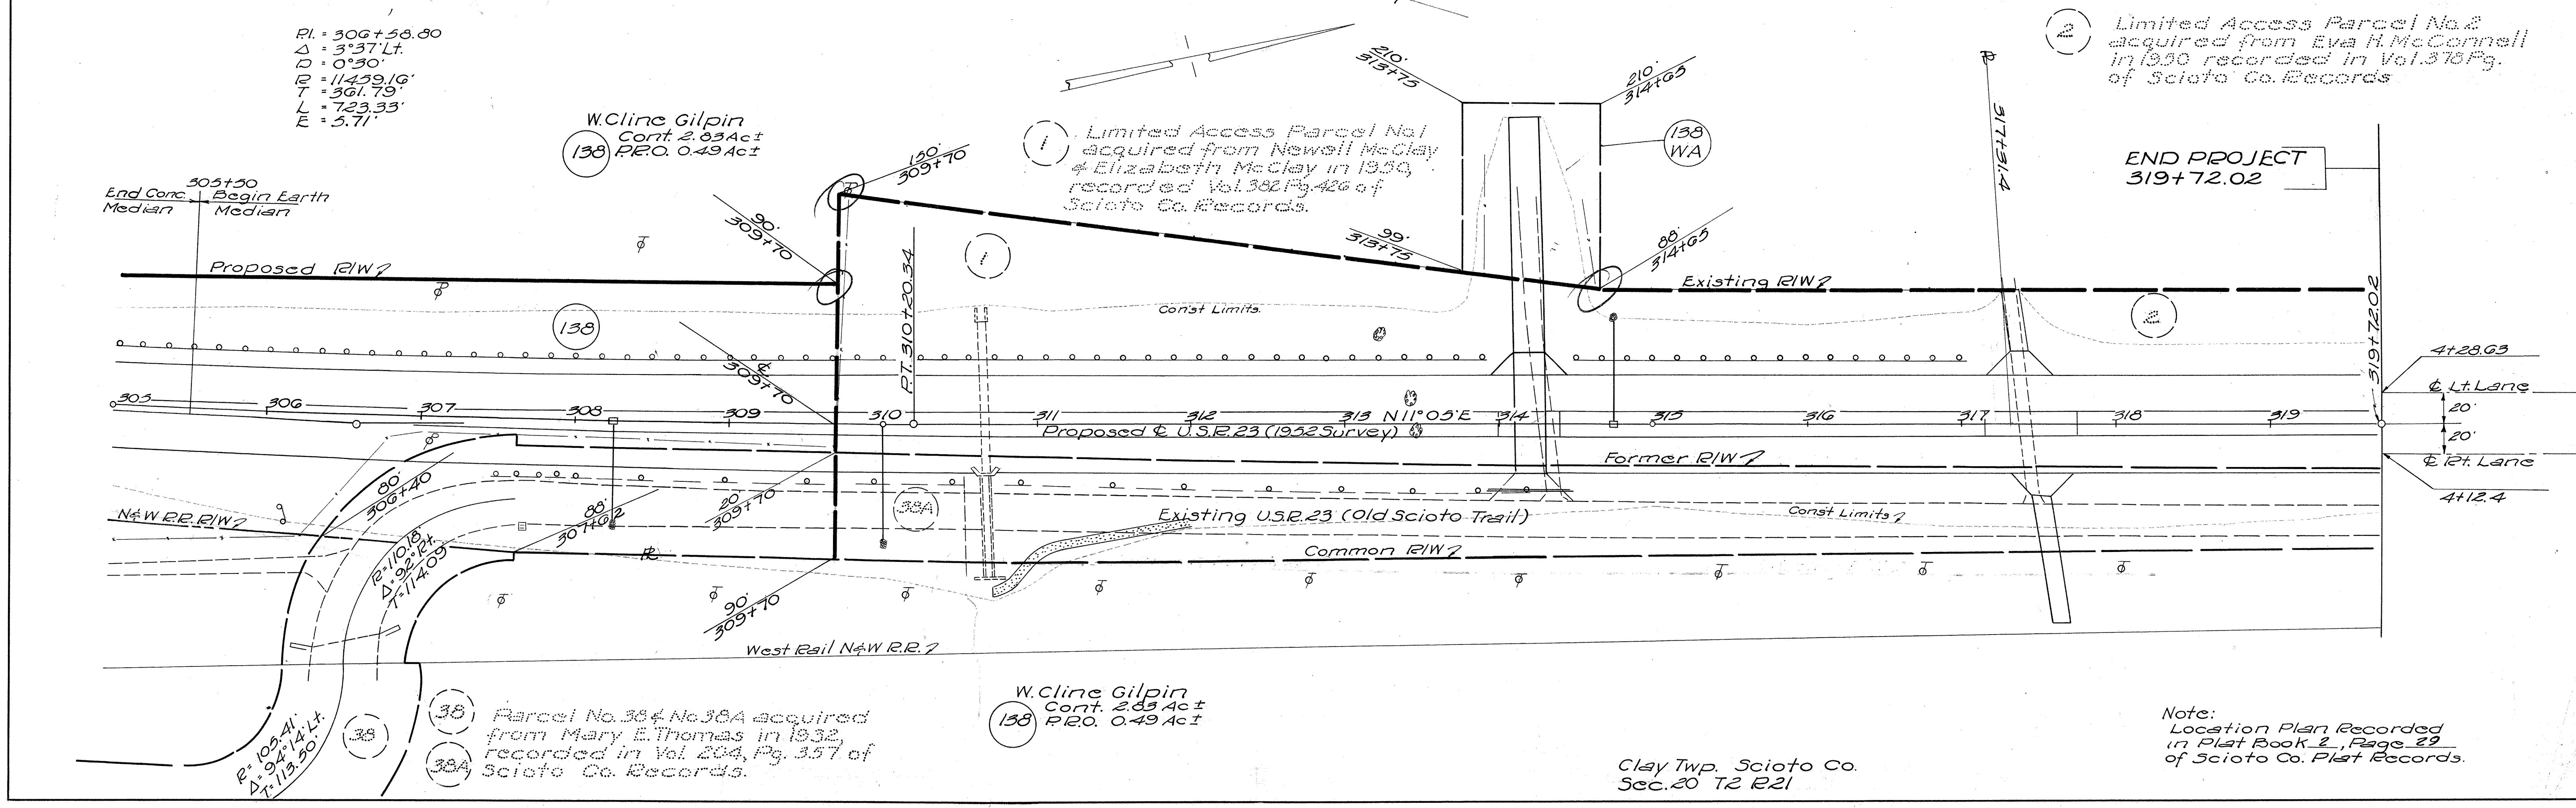 P.I. = 306+58.80
Δ = 3°37' Lt.
D = 0°30'
R = 11459.16'
T = 361.79'
L = 723.33'
E = 5.71'
W. Cline Gilpin
Cont. 2.83 Ac±
138 P.R.O. 0.49 Ac±
305+50
End Conc. Begin Earth
Median Median
150'
309+70
90'
309+70
1 Limited Access Parcel No.1
acquired from Newell McClay
& Elizabeth McClay in 1950,
recorded Vol. 382 Pg. 426 of
Scioto Co. Records.
210'
313+75
210'
314+65
138
WA
99'
313+75
88'
314+65
2 Limited Access Parcel No. 2
acquired from Eva H. McConnell
in 1950 recorded in Vol. 378 Pg.
of Scioto Co. Records
317+31.4
END PROJECT
319+72.02
Proposed R/W
138
1
P.T. 310+20.34
Const Limits.
Existing R/W
2
319+72.02
℄
309+70
4+28.63
℄ Lt. Lane
20'
20'
℄ Rt. Lane
4+12.4
305 306 307 308 309 310 311 312 313 N11°05'E 314 315 316 317 318 319
Proposed ℄ U.S.R. 23 (1952 Survey)
Former R/W
80'
306+40
88'
307+62
20'
309+70
38A
N&W R.R. R/W
Existing U.S.R. 23 (Old Scioto Trail)
Const Limits
Common R/W
R=110.18'
Δ=92° Rt.
T=114.09'
90'
309+70
West Rail N&W R.R.
R= 105.41'
Δ= 94°14' Lt.
T= 113.50'
38
38 Parcel No. 38 & No 38A acquired
from Mary E. Thomas in 1932,
38A recorded in Vol. 204, Pg. 357 of
Scioto Co. Records.
W. Cline Gilpin
Cont. 2.83 Ac±
138 P.R.O. 0.49 Ac±
Clay Twp. Scioto Co.
Sec. 20 T2 R21
Note:
Location Plan Recorded
in Plat Book 2, Page 29
of Scioto Co. Plat Records.